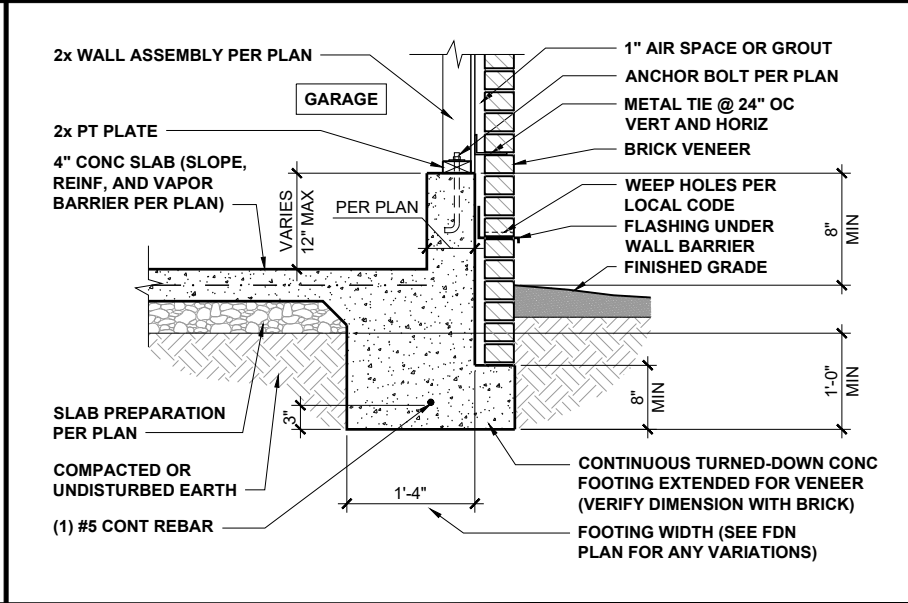 2x WALL ASSEMBLY PER PLAN
GARAGE
2x PT PLATE
4" CONC SLAB (SLOPE,
REINF, AND VAPOR
BARRIER PER PLAN)
VARIES
12" MAX
PER PLAN
SLAB PREPARATION
PER PLAN
COMPACTED OR
UNDISTURBED EARTH
(1) #5 CONT REBAR
3"
1'-4"
1" AIR SPACE OR GROUT
ANCHOR BOLT PER PLAN
METAL TIE @ 24" OC
VERT AND HORIZ
BRICK VENEER
WEEP HOLES PER
LOCAL CODE
FLASHING UNDER
WALL BARRIER
FINISHED GRADE
8"
MIN
8"
MIN
1'-0"
MIN
CONTINUOUS TURNED-DOWN CONC
FOOTING EXTENDED FOR VENEER
(VERIFY DIMENSION WITH BRICK)
FOOTING WIDTH (SEE FDN
PLAN FOR ANY VARIATIONS)